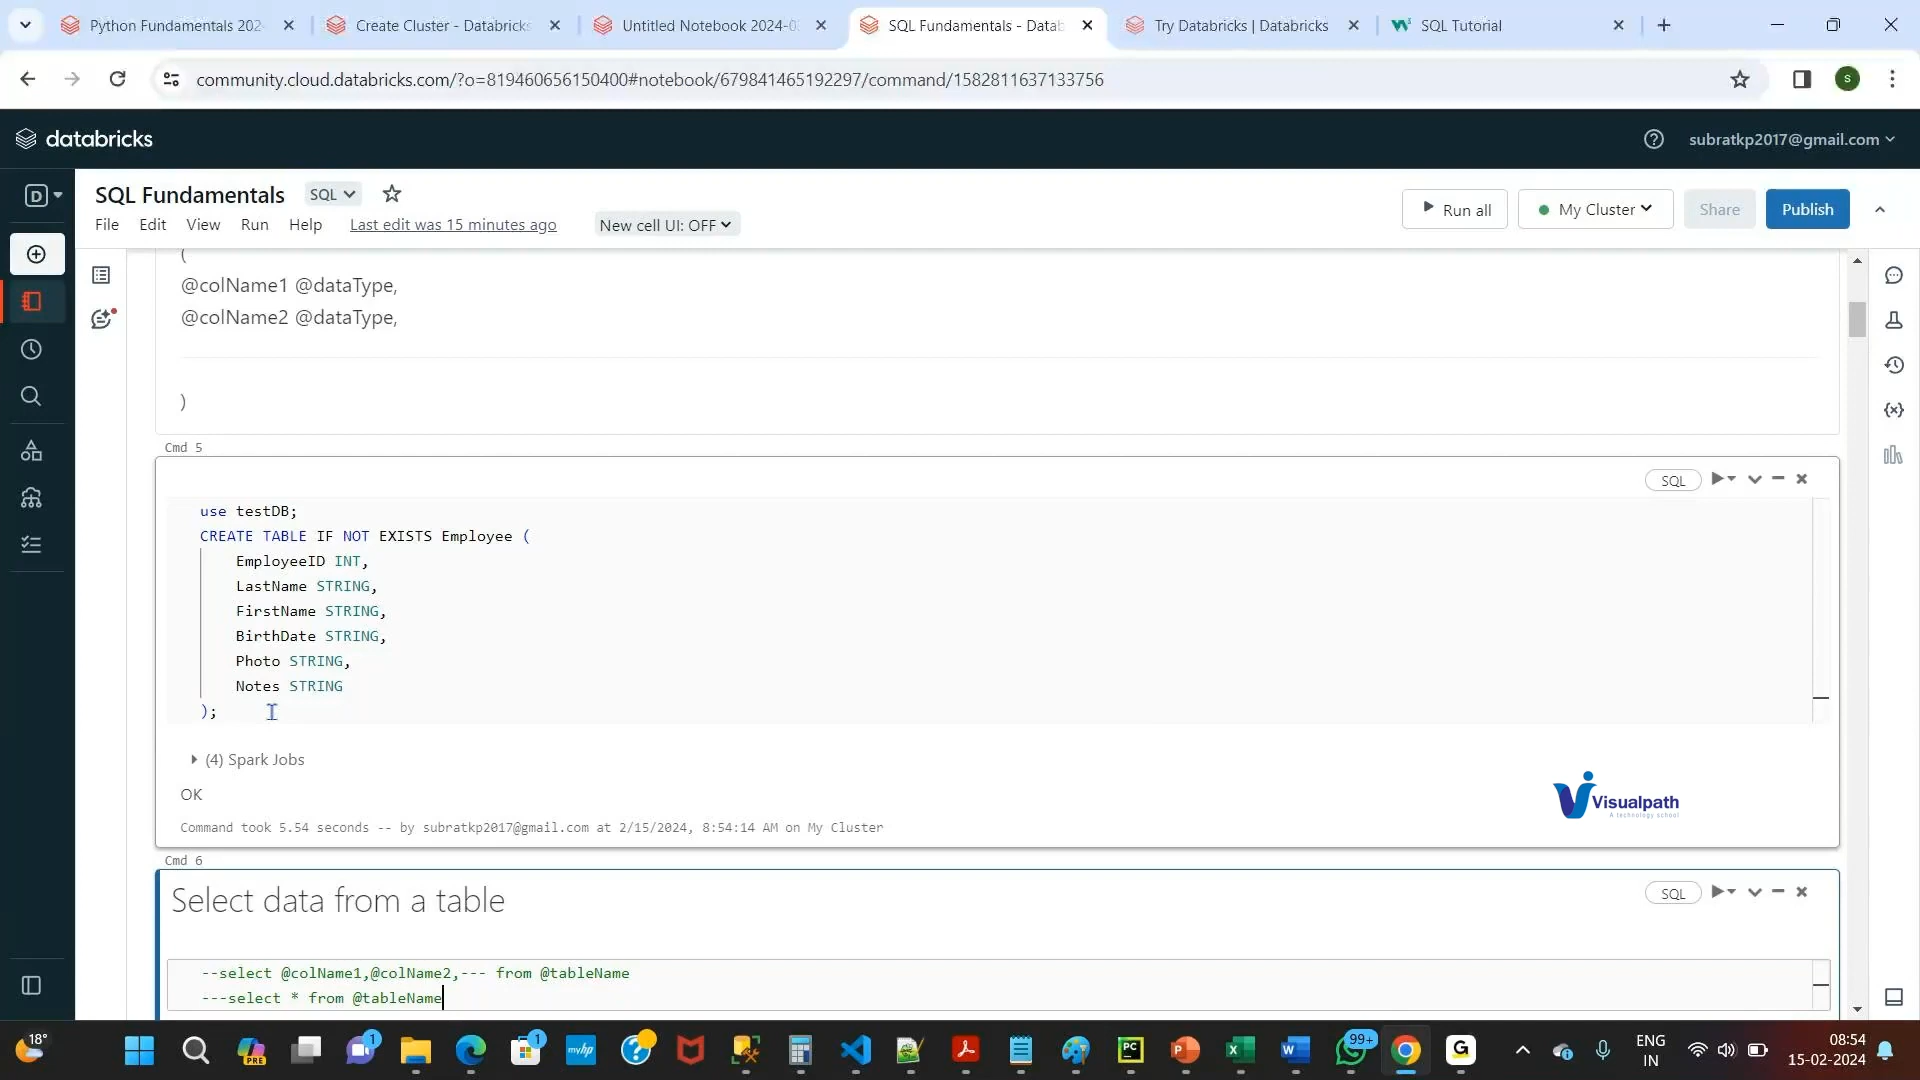 Python Fundamentals 202
Create Cluster - Databricks
Untitled Notebook 2024-0
SQL Fundamentals - Datab
Try Databricks | Databricks
SQL Tutorial
community.cloud.databricks.com/?o=819460656150400#notebook/679841465192297/command/1582811637133756
S
databricks
subratkp2017@gmail.com
D
SQL Fundamentals
SQL
File Edit View Run Help Last edit was 15 minutes ago
New cell UI: OFF
Run all
My Cluster
Share
Publish
(
@colName1 @dataType,
@colName2 @dataType,
)
Cmd 5
SQL
use testDB;
CREATE TABLE IF NOT EXISTS Employee (
EmployeeID INT,
LastName STRING,
FirstName STRING,
BirthDate STRING,
Photo STRING,
Notes STRING
);
(4) Spark Jobs
OK
Command took 5.54 seconds -- by subratkp2017@gmail.com at 2/15/2024, 8:54:14 AM on My Cluster
Visualpath
A technology school
Cmd 6
Select data from a table
SQL
--select @colName1,@colName2,--- from @tableName
---select * from @tableName
18°
PRE
1
1
myhp
99+
ENG
IN
08:54
15-02-2024